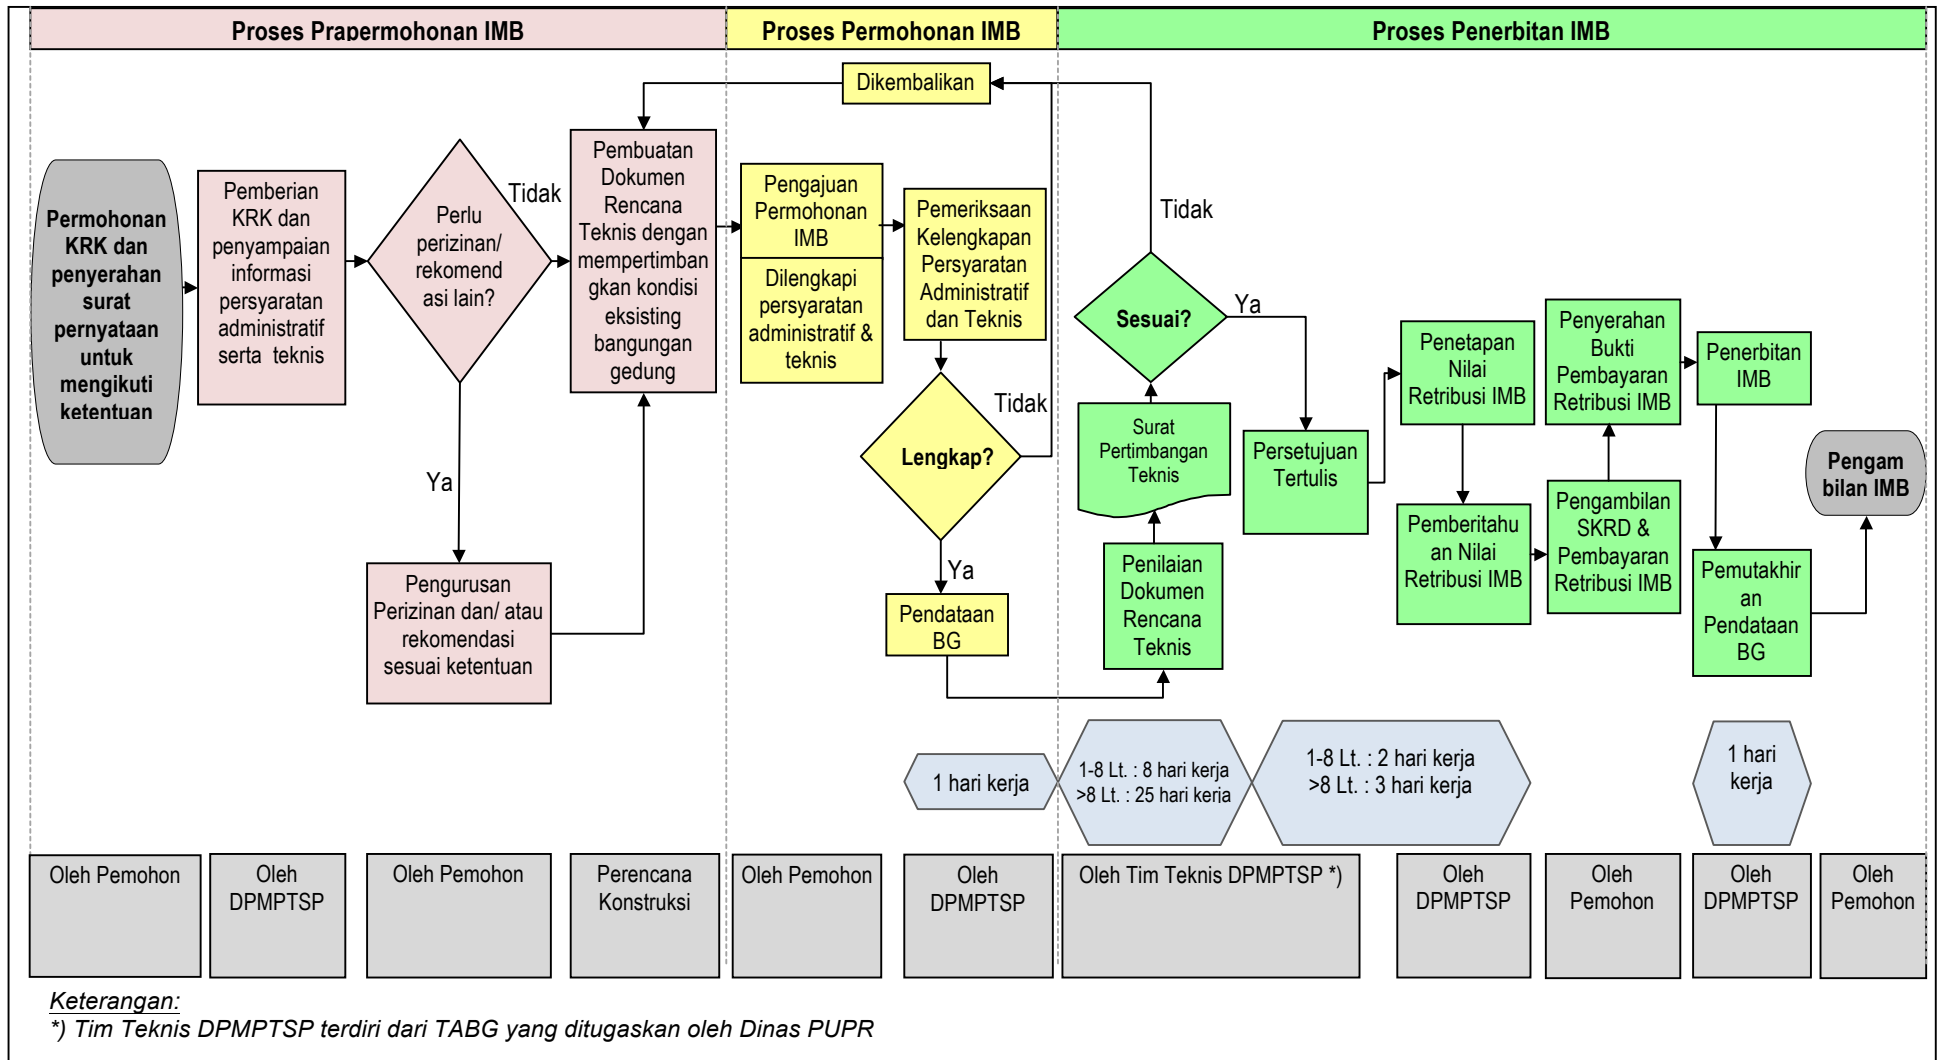 Proses Prapermohonan IMB
Proses Permohonan IMB
Proses Penerbitan IMB
Dikembalikan
Permohonan
KRK dan
penyerahan
surat
pernyataan
untuk
mengikuti
ketentuan
Pemberian
KRK dan
penyampaian
informasi
persyaratan
administratif
serta teknis
Perlu
perizinan/
rekomend
asi lain?
Tidak
Ya
Pengurusan
Perizinan dan/ atau
rekomendasi
sesuai ketentuan
Pembuatan
Dokumen
Rencana
Teknis dengan
mempertimban
gkan kondisi
eksisting
bangungan
gedung
Pengajuan
Permohonan
IMB
Dilengkapi
persyaratan
administratif &
teknis
Pemeriksaan
Kelengkapan
Persyaratan
Administratif
dan Teknis
Lengkap?
Tidak
Ya
Pendataan
BG
Penilaian
Dokumen
Rencana
Teknis
Surat
Pertimbangan
Teknis
Sesuai?
Tidak
Ya
Persetujuan
Tertulis
Penetapan
Nilai
Retribusi IMB
Pemberitahu
an Nilai
Retribusi IMB
Pengambilan
SKRD &
Pembayaran
Retribusi IMB
Penyerahan
Bukti
Pembayaran
Retribusi IMB
Penerbitan
IMB
Pemutakhir
an
Pendataan
BG
Pengam
bilan IMB
1 hari kerja
1-8 Lt. : 8 hari kerja
>8 Lt. : 25 hari kerja
1-8 Lt. : 2 hari kerja
>8 Lt. : 3 hari kerja
1 hari
kerja
Oleh Pemohon
Oleh
DPMPTSP
Oleh Pemohon
Perencana
Konstruksi
Oleh Pemohon
Oleh
DPMPTSP
Oleh Tim Teknis DPMPTSP *)
Oleh
DPMPTSP
Oleh
Pemohon
Oleh
DPMPTSP
Oleh
Pemohon
Keterangan:
*) Tim Teknis DPMPTSP terdiri dari TABG yang ditugaskan oleh Dinas PUPR